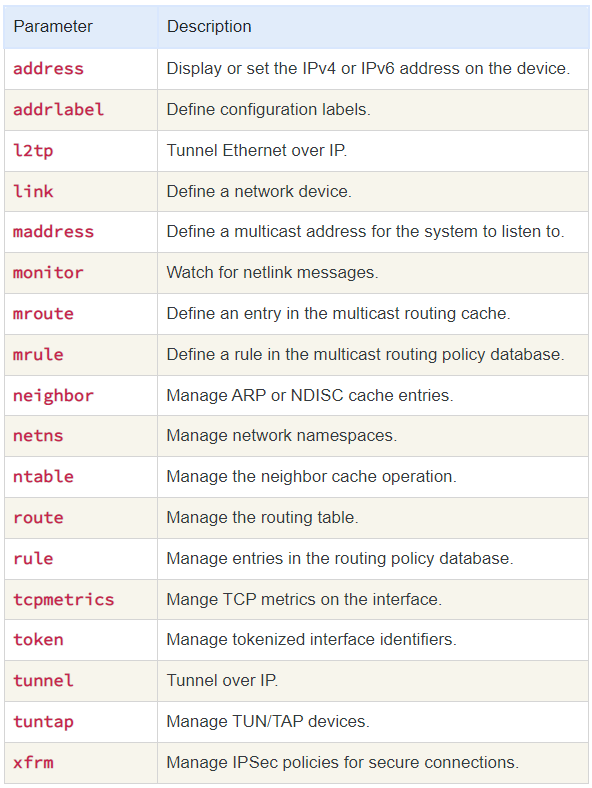 Parameter Description
address Display or set the IPv4 or IPv6 address on the device.
addrlabel Define configuration labels.
l2tp Tunnel Ethernet over IP.
link Define a network device.
maddress Define a multicast address for the system to listen to.
monitor Watch for netlink messages.
mroute Define an entry in the multicast routing cache.
mrule Define a rule in the multicast routing policy database.
neighbor Manage ARP or NDISC cache entries.
netns Manage network namespaces.
ntable Manage the neighbor cache operation.
route Manage the routing table.
rule Manage entries in the routing policy database.
tcpmetrics Mange TCP metrics on the interface.
token Manage tokenized interface identifiers.
tunnel Tunnel over IP.
tuntap Manage TUN/TAP devices.
xfrm Manage IPSec policies for secure connections.